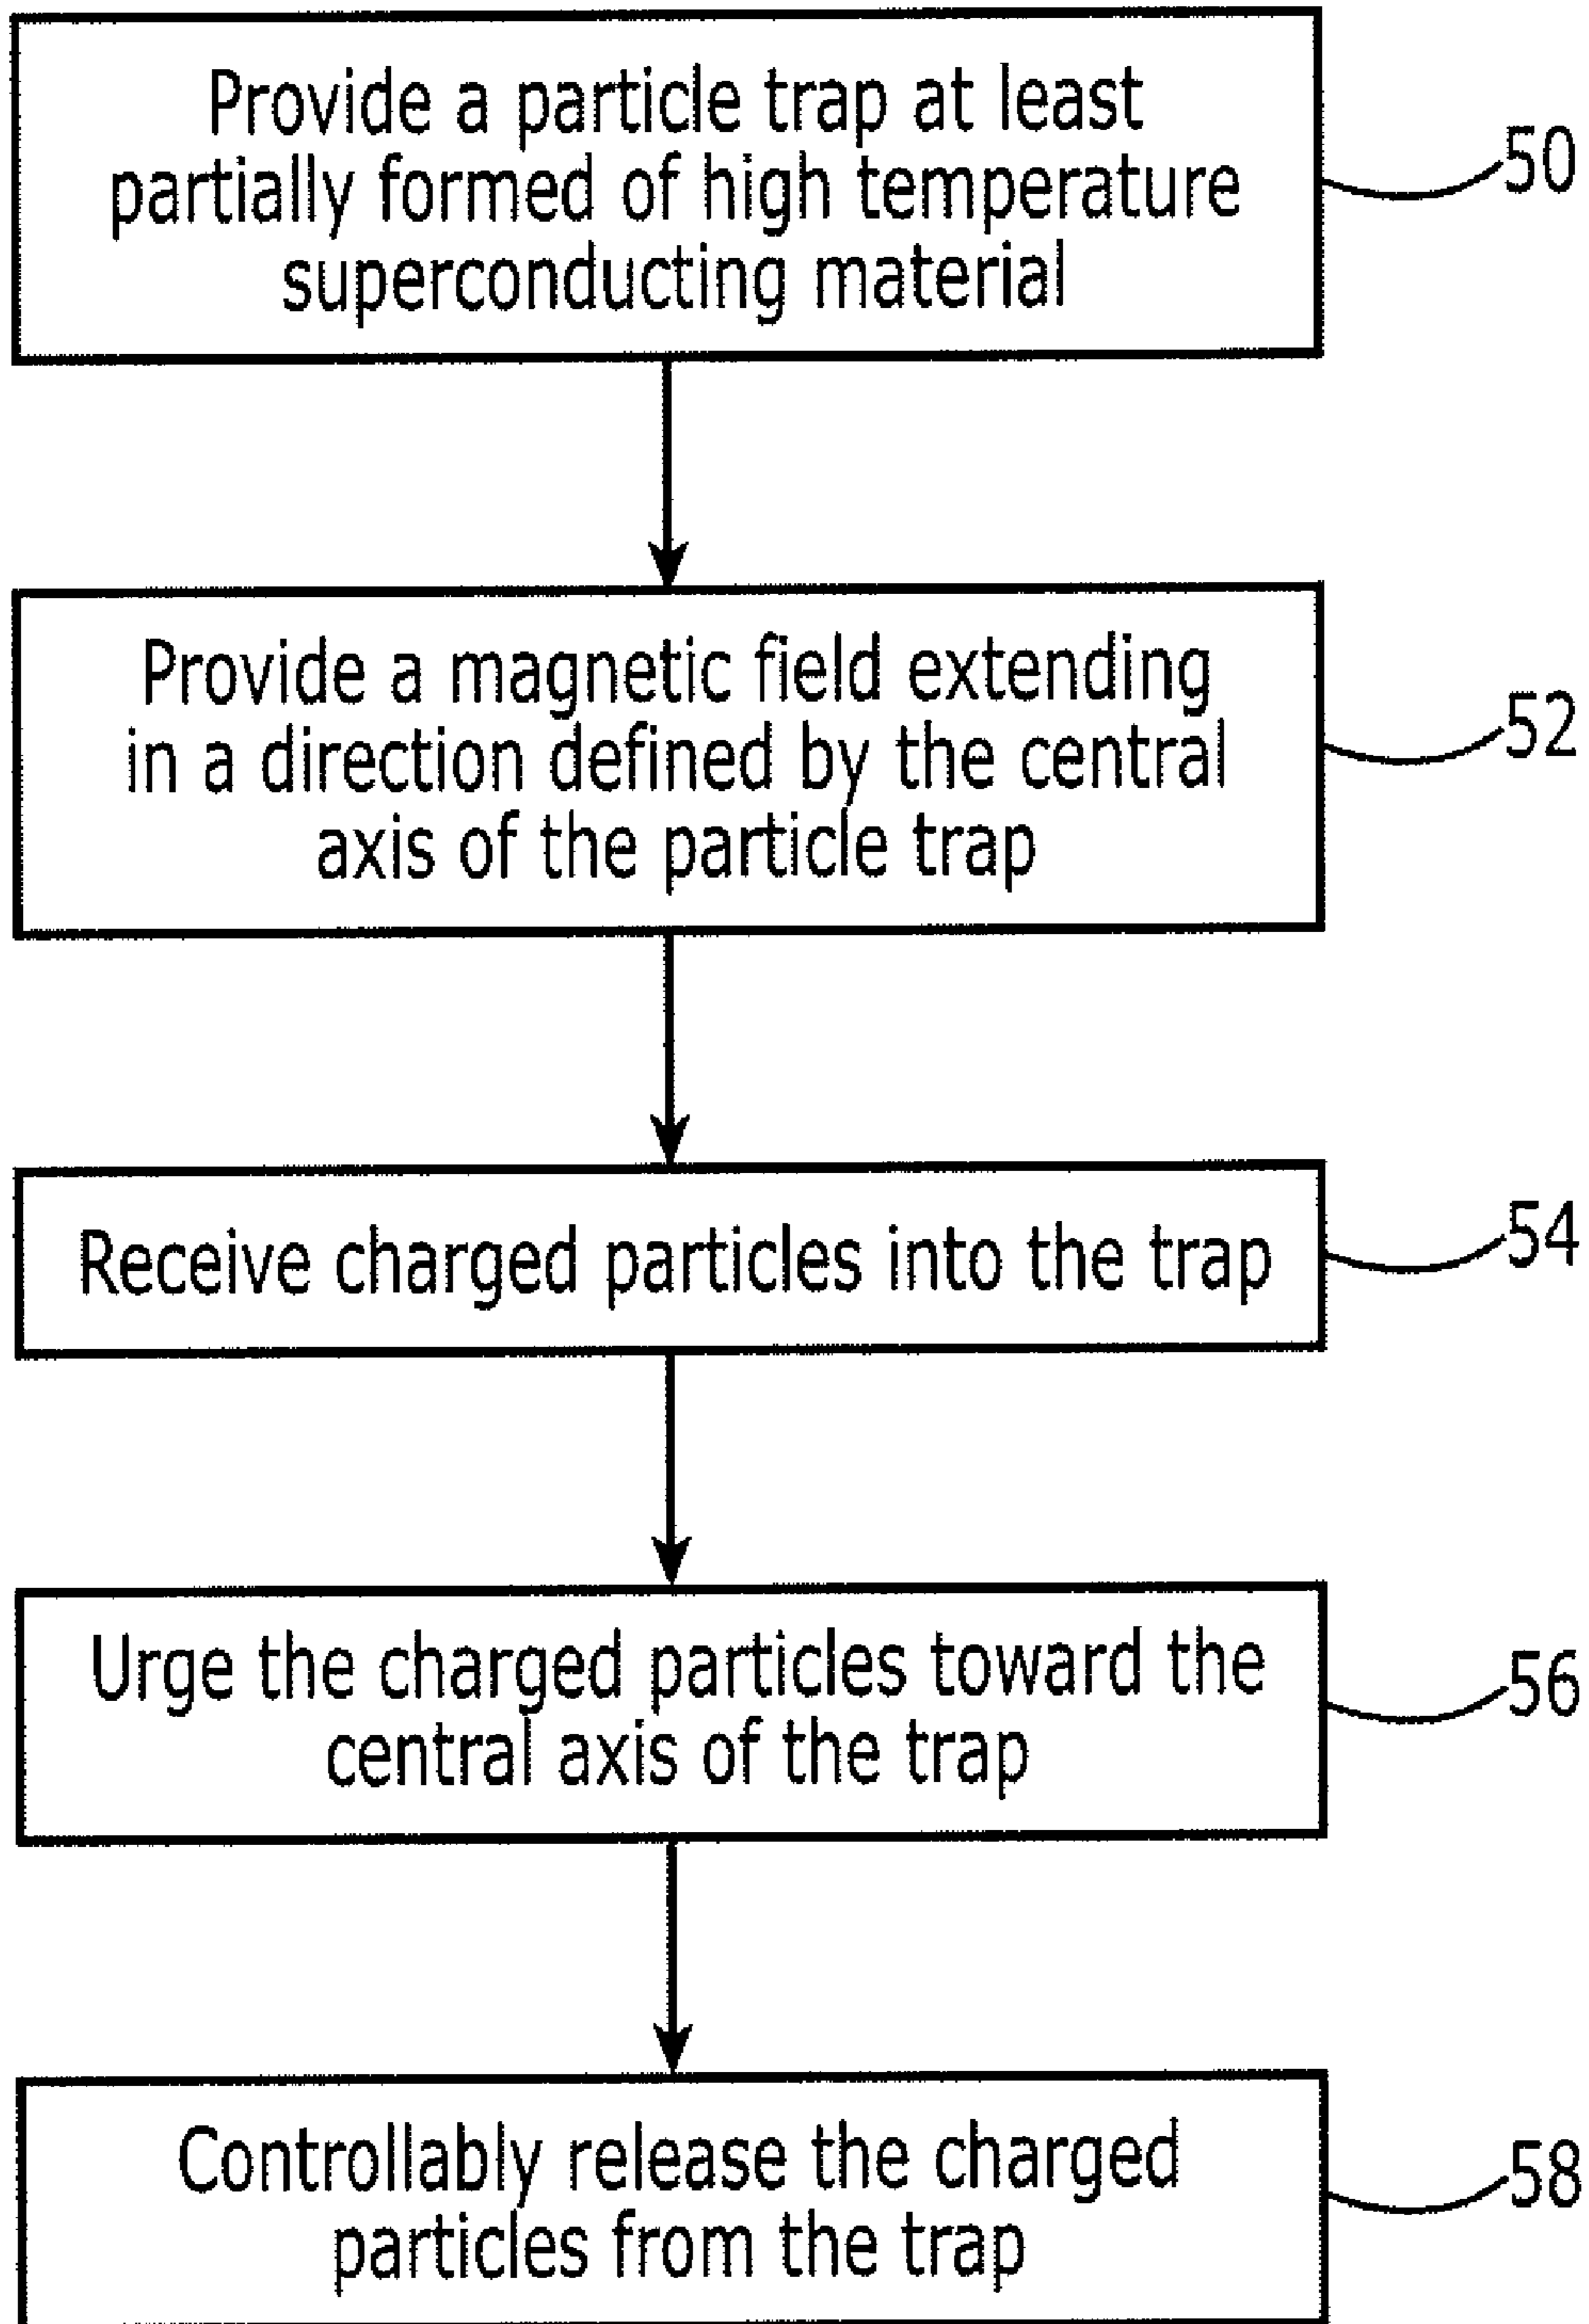 Provide a particle trap at least
partially formed of high temperature
superconducting material
50
Provide a magnetic field extending
in a direction defined by the central
axis of the particle trap
52
Receive charged particles into the trap
54
Urge the charged particles toward the
central axis of the trap
56
Controllably release the charged
particles from the trap
58